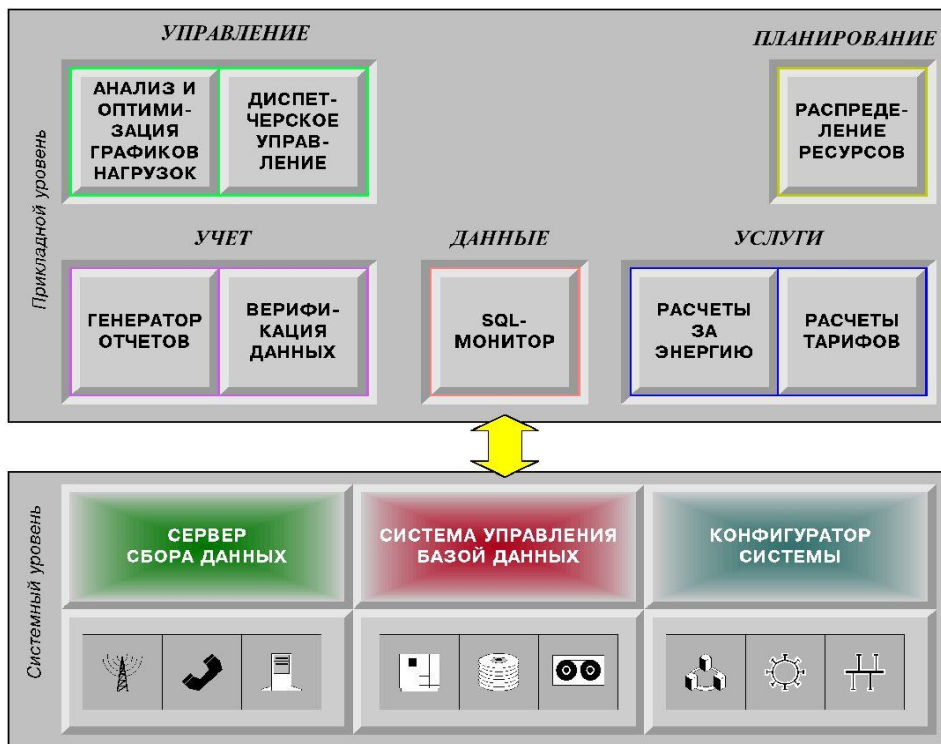 УПРАВЛЕНИЕ
ПЛАНИРОВАНИЕ
Прикладной уровень
АНАЛИЗ И
ОПТИМИ-
ЗАЦИЯ
ГРАФИКОВ
НАГРУЗОК
ДИСПЕТ-
ЧЕРСКОЕ
УПРАВ-
ЛЕНИЕ
РАСПРЕДЕ-
ЛЕНИЕ
РЕСУРСОВ
УЧЕТ
ДАННЫЕ
УСЛУГИ
ГЕНЕРАТОР
ОТЧЕТОВ
ВЕРИФИ-
КАЦИЯ
ДАННЫХ
SQL-
МОНИТОР
РАСЧЕТЫ
ЗА
ЭНЕРГИЮ
РАСЧЕТЫ
ТАРИФОВ
Системный уровень
СЕРВЕР
СБОРА ДАННЫХ
СИСТЕМА УПРАВЛЕНИЯ
БАЗОЙ ДАННЫХ
КОНФИГУРАТОР
СИСТЕМЫ